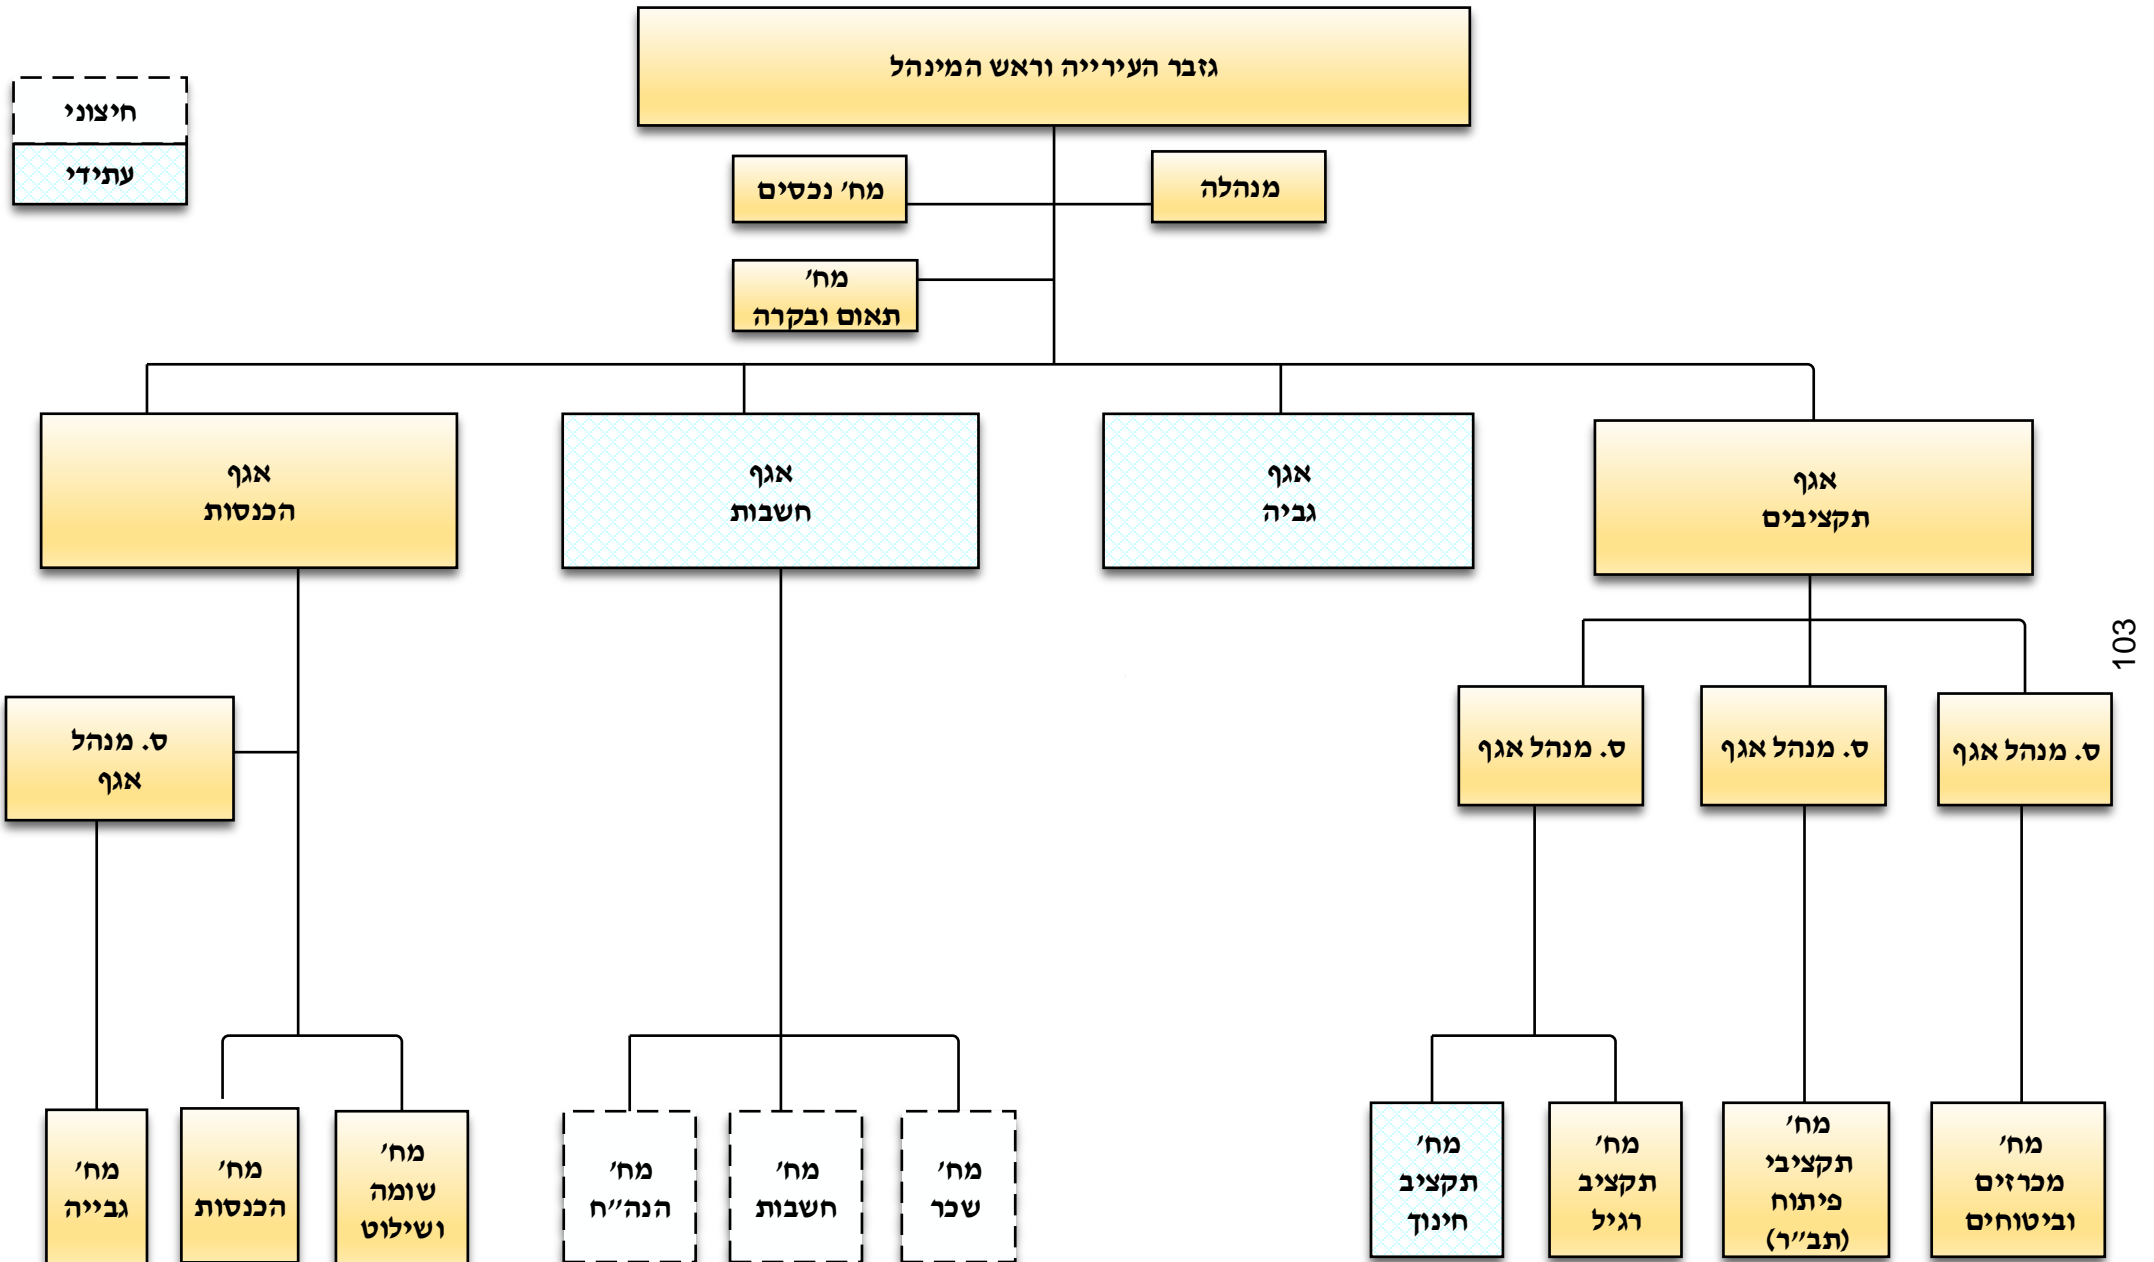 גזבר העירייה וראש המינהל
חיצוני
עתידי
מנהלה
מח' נכסים
מח'
תאום ובקרה
אגף
תקציבים
אגף
גביה
אגף
חשבות
אגף
הכנסות
103
ס. מנהל אגף
ס. מנהל אגף
ס. מנהל אגף
ס. מנהל
אגף
מח'
מכרזים
וביטוחים
מח'
תקציבי
פיתוח
(תב"ר)
מח'
תקציב
רגיל
מח'
תקציב
חינוך
מח'
שכר
מח'
חשבות
מח'
הנה"ח
מח'
שומה
ושילוט
מח'
הכנסות
מח'
גבייה